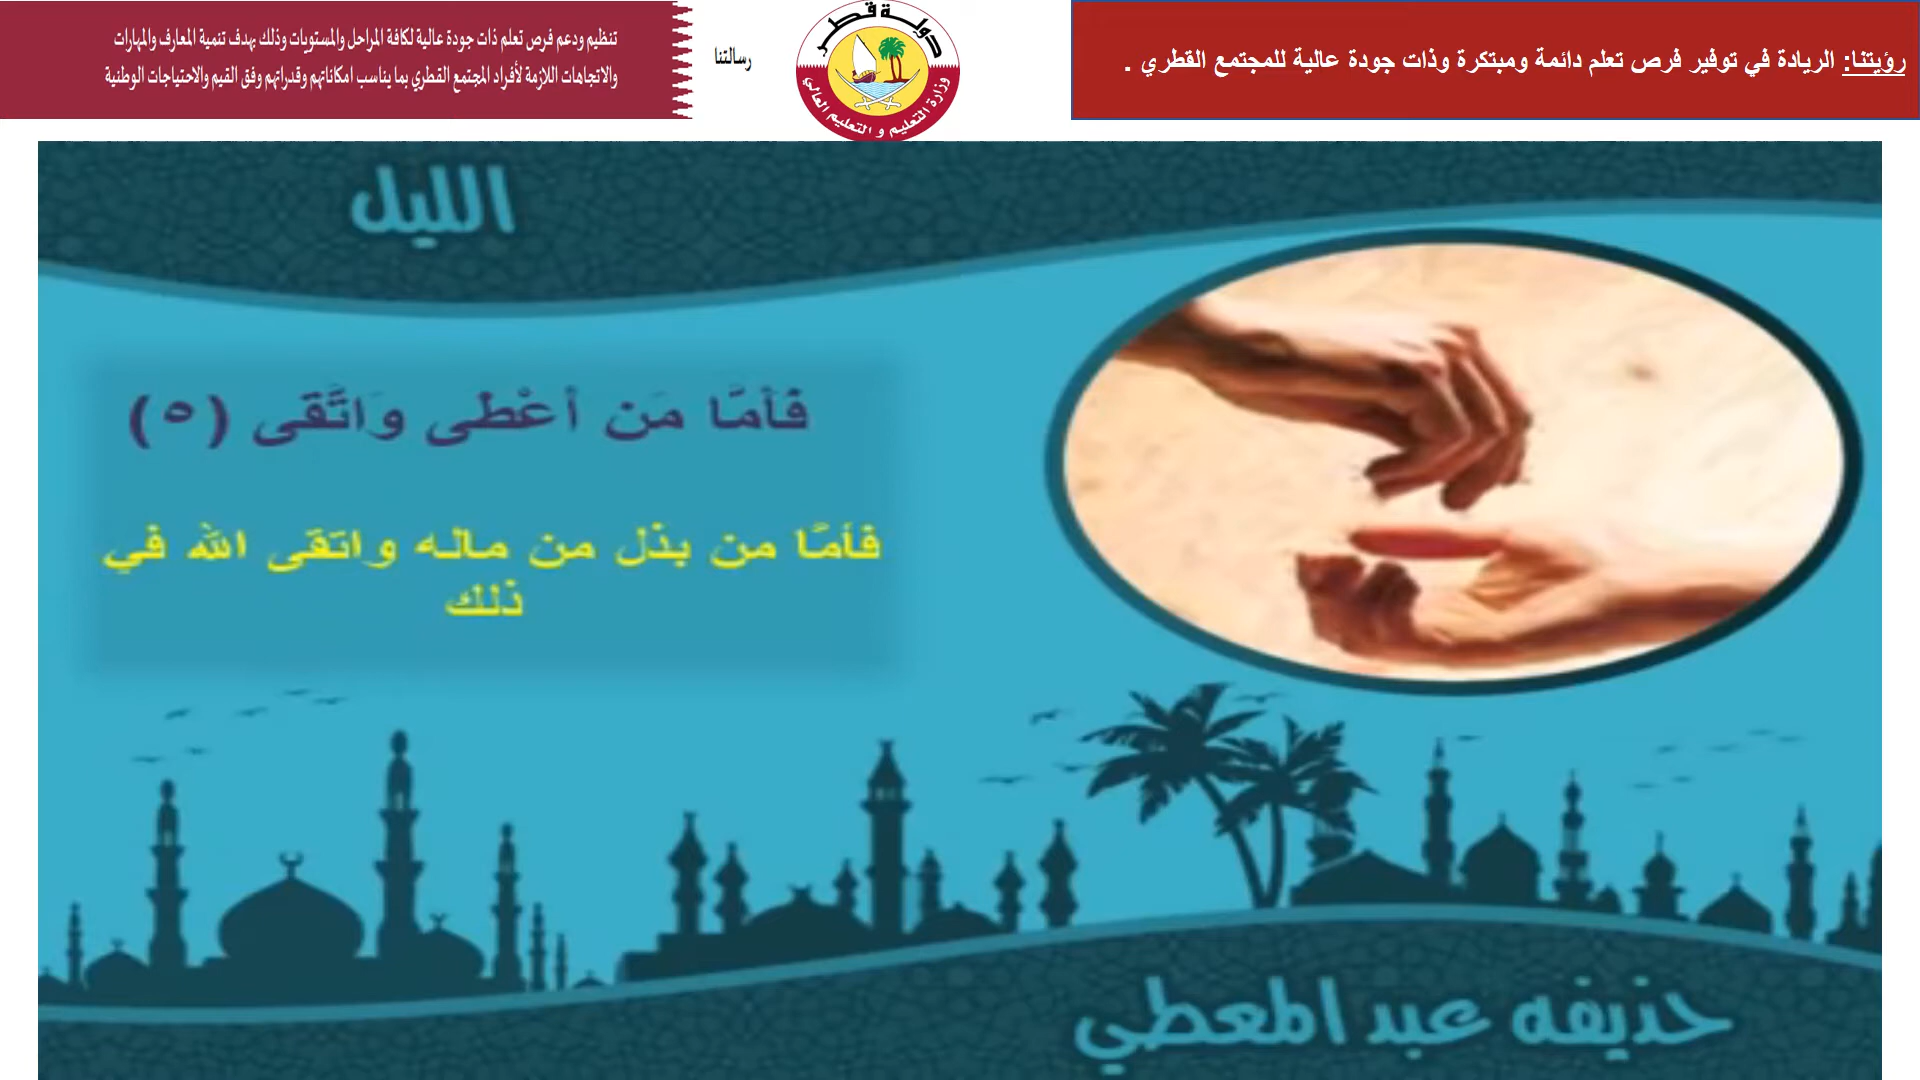 رؤيتنا: الريادة في توفير فرص تعلم دائمة ومبتكرة وذات جودة عالية للمجتمع القطري .
دولة قطر
وزارة التعليم و التعليم العالي
رسالتنا
تنظيم ودعم فرص تعلم ذات جودة عالية لكافة المراحل والمستويات وذلك بهدف تنمية المعارف والمهارات
والاتجاهات اللازمة لأفراد المجتمع القطري بما يناسب امكاناتهم وقدراتهم وفق القيم والاحتياجات الوطنية
الليل
فَأَمَّا مَن أَعْطَى وَاتَّقَى (٥)
فأمَّا من بذل من ماله واتقى الله في
ذلك
حذيفه عبد المعطي